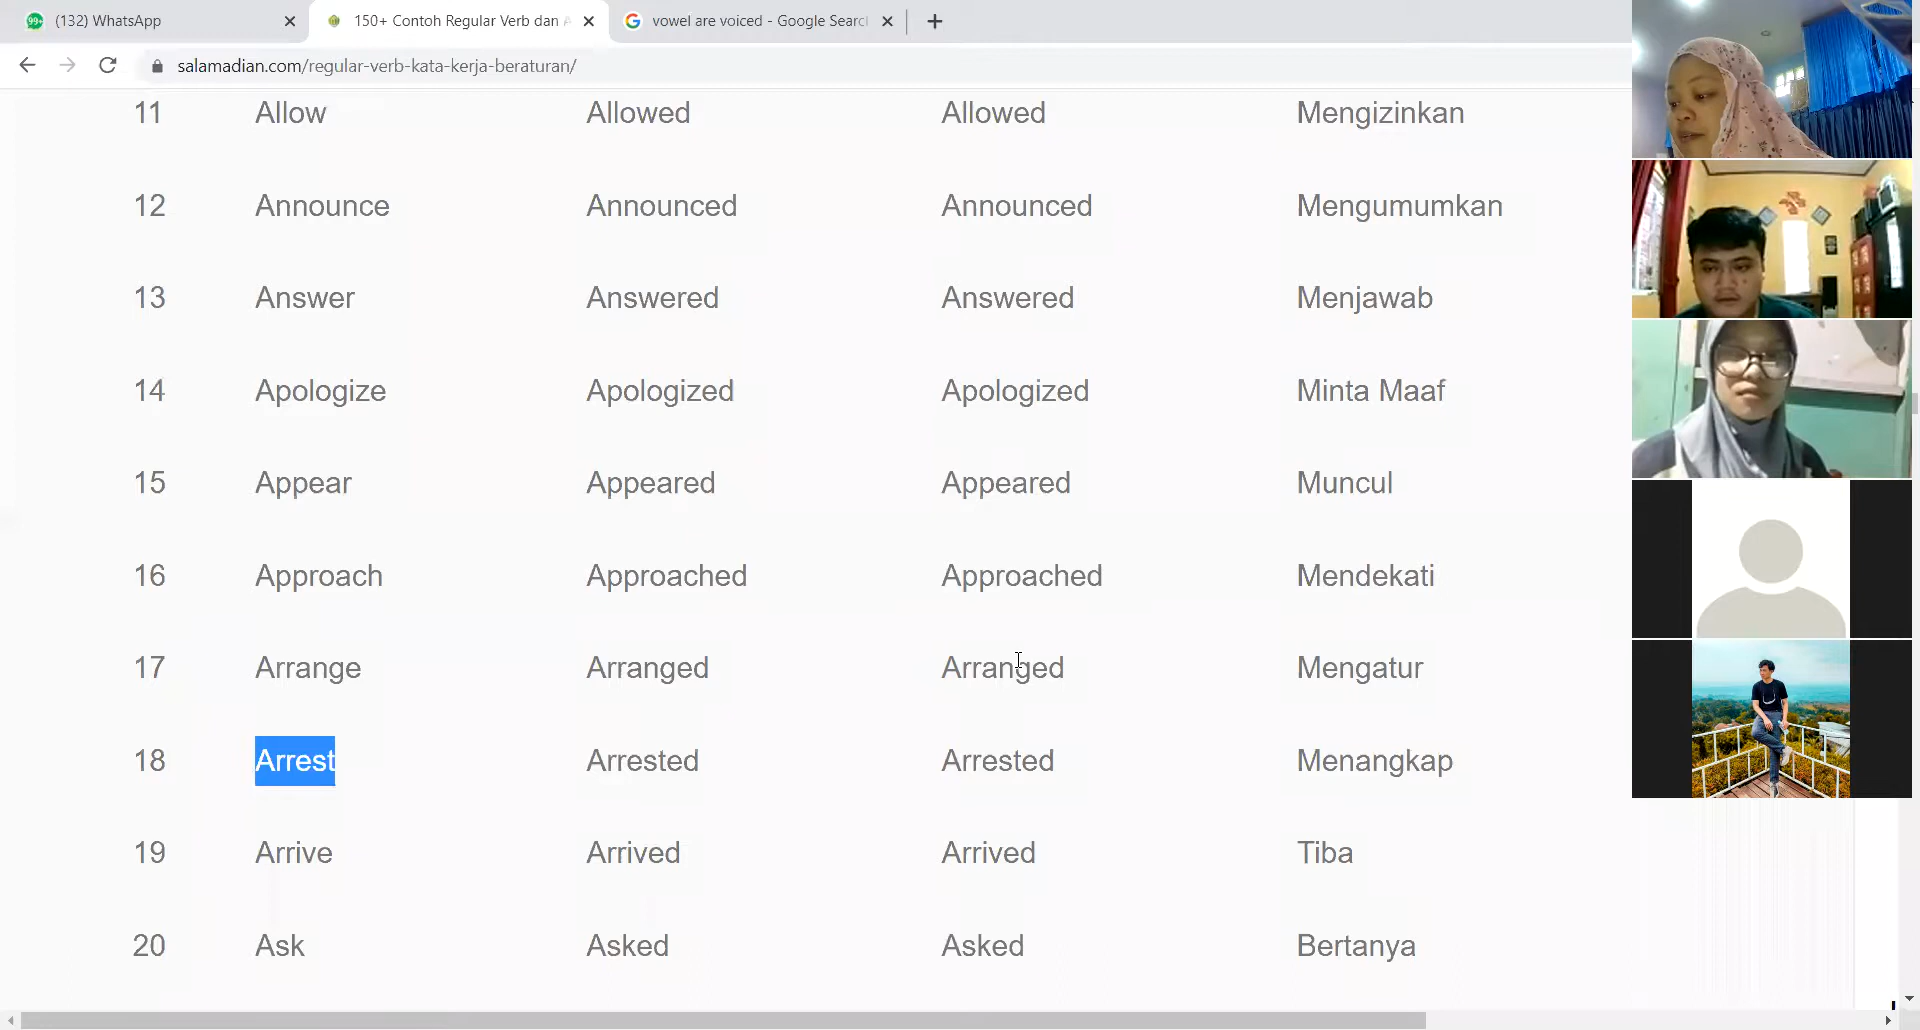 99+ (132) WhatsApp
150+ Contoh Regular Verb dan A
vowel are voiced - Google Searc
salamadian.com/regular-verb-kata-kerja-beraturan/
11 Allow Allowed Allowed Mengizinkan
12 Announce Announced Announced Mengumumkan
13 Answer Answered Answered Menjawab
14 Apologize Apologized Apologized Minta Maaf
15 Appear Appeared Appeared Muncul
16 Approach Approached Approached Mendekati
17 Arrange Arranged Arranged Mengatur
18 Arrest Arrested Arrested Menangkap
19 Arrive Arrived Arrived Tiba
20 Ask Asked Asked Bertanya